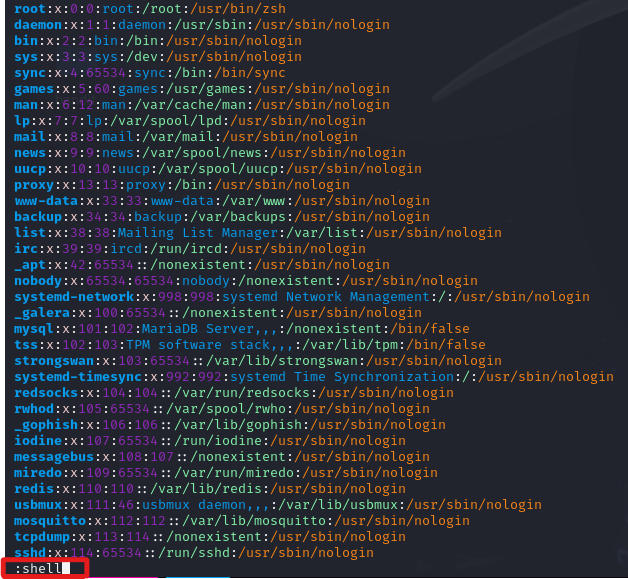 root:x:0:0:root:/root:/usr/bin/zsh
daemon:x:1:1:daemon:/usr/sbin:/usr/sbin/nologin
bin:x:2:2:bin:/bin:/usr/sbin/nologin
sys:x:3:3:sys:/dev:/usr/sbin/nologin
sync:x:4:65534:sync:/bin:/bin/sync
games:x:5:60:games:/usr/games:/usr/sbin/nologin
man:x:6:12:man:/var/cache/man:/usr/sbin/nologin
lp:x:7:7:lp:/var/spool/lpd:/usr/sbin/nologin
mail:x:8:8:mail:/var/mail:/usr/sbin/nologin
news:x:9:9:news:/var/spool/news:/usr/sbin/nologin
uucp:x:10:10:uucp:/var/spool/uucp:/usr/sbin/nologin
proxy:x:13:13:proxy:/bin:/usr/sbin/nologin
www-data:x:33:33:www-data:/var/www:/usr/sbin/nologin
backup:x:34:34:backup:/var/backups:/usr/sbin/nologin
list:x:38:38:Mailing List Manager:/var/list:/usr/sbin/nologin
irc:x:39:39:ircd:/run/ircd:/usr/sbin/nologin
_apt:x:42:65534::/nonexistent:/usr/sbin/nologin
nobody:x:65534:65534:nobody:/nonexistent:/usr/sbin/nologin
systemd-network:x:998:998:systemd Network Management:/:/usr/sbin/nologin
_galera:x:100:65534::/nonexistent:/usr/sbin/nologin
mysql:x:101:102:MariaDB Server,,,:/nonexistent:/bin/false
tss:x:102:103:TPM software stack,,,:/var/lib/tpm:/bin/false
strongswan:x:103:65534::/var/lib/strongswan:/usr/sbin/nologin
systemd-timesync:x:992:992:systemd Time Synchronization:/:/usr/sbin/nologin
redsocks:x:104:104::/var/run/redsocks:/usr/sbin/nologin
rwhod:x:105:65534::/var/spool/rwho:/usr/sbin/nologin
_gophish:x:106:106::/var/lib/gophish:/usr/sbin/nologin
iodine:x:107:65534::/run/iodine:/usr/sbin/nologin
messagebus:x:108:107::/nonexistent:/usr/sbin/nologin
miredo:x:109:65534::/var/run/miredo:/usr/sbin/nologin
redis:x:110:110::/var/lib/redis:/usr/sbin/nologin
usbmux:x:111:46:usbmux daemon,,,:/var/lib/usbmux:/usr/sbin/nologin
mosquitto:x:112:112::/var/lib/mosquitto:/usr/sbin/nologin
tcpdump:x:113:114::/nonexistent:/usr/sbin/nologin
sshd:x:114:65534::/run/sshd:/usr/sbin/nologin
:shell